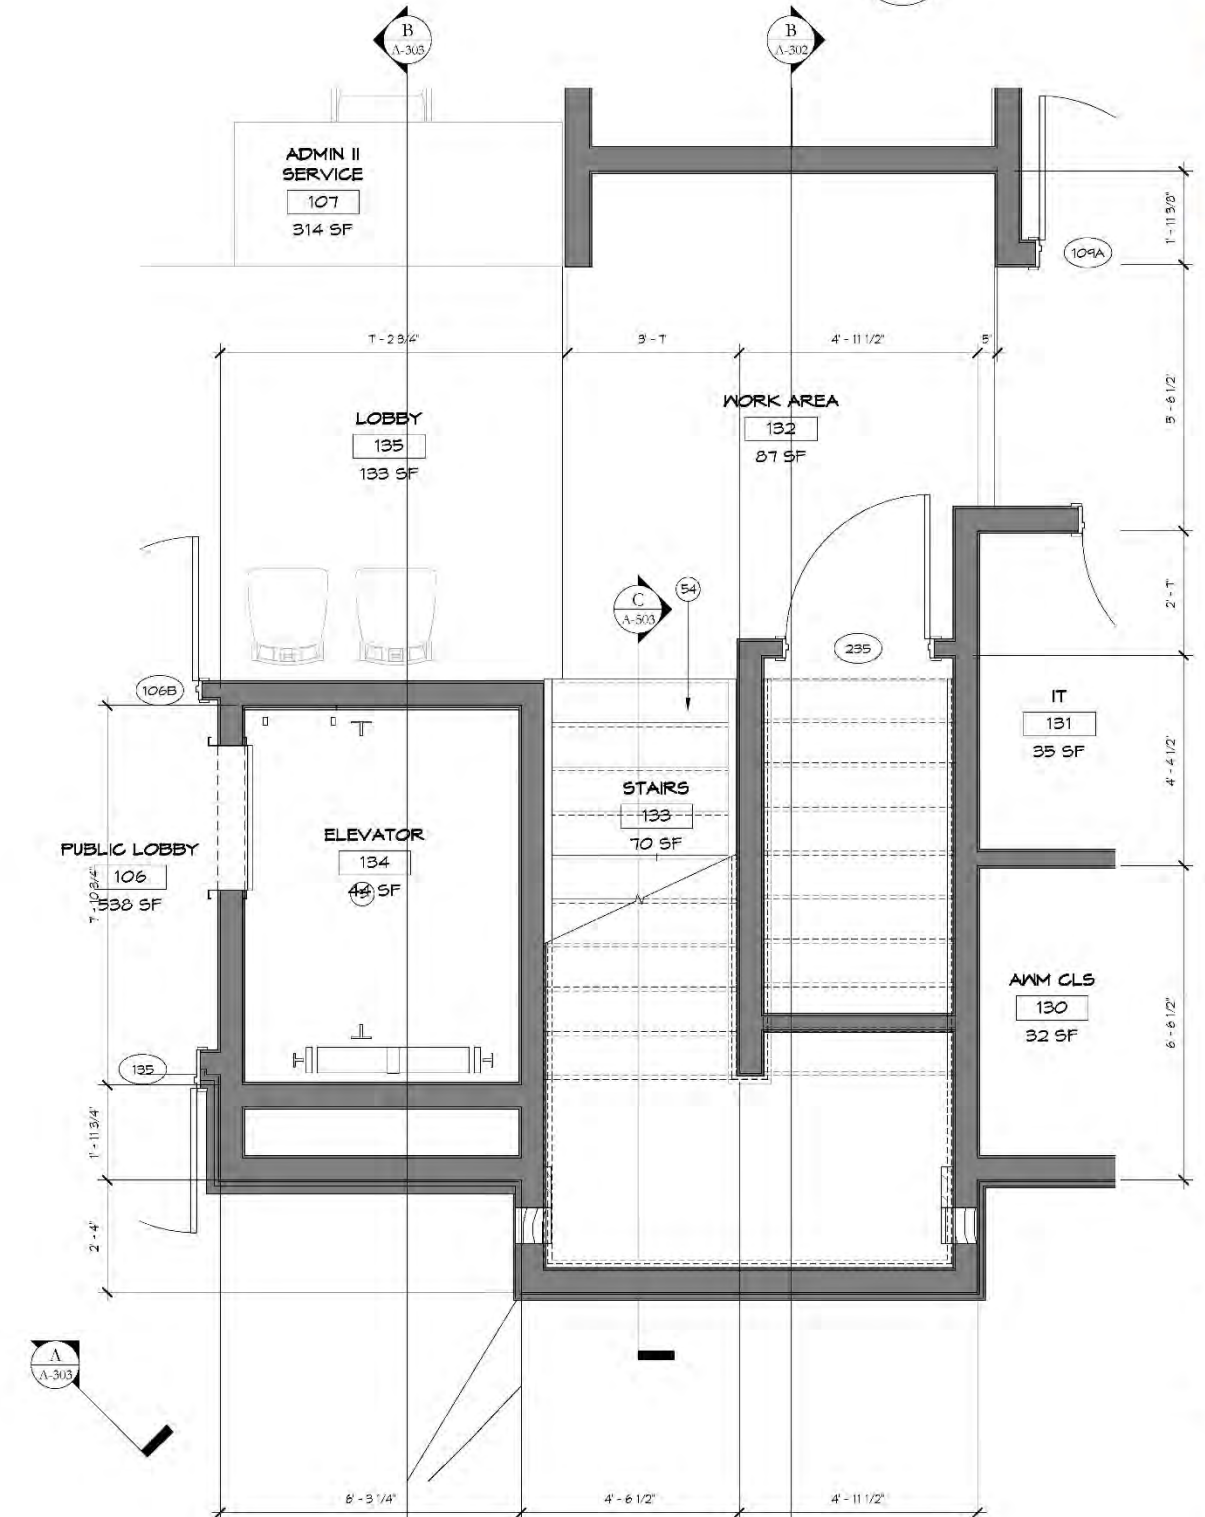 B
A-303
B
A-302
ADMIN II
SERVICE
107
314 SF
1' - 11 3/8"
109A
7' - 2 3/4"
3' - 7"
4' - 11 1/2"
5"
LOBBY
135
133 SF
WORK AREA
132
87 SF
5' - 6 1/2"
C
A-503
54
2' - 7"
235
106B
IT
131
35 SF
4' - 4 1/2"
STAIRS
133
70 SF
ELEVATOR
134
44 SF
PUBLIC LOBBY
106
538 SF
7' - 10 3/4"
AWM CLS
130
32 SF
6' - 6 1/2"
135
1' - 11 3/4"
2' - 4"
A
A-303
6' - 3 1/4"
4' - 6 1/2"
4' - 11 1/2"